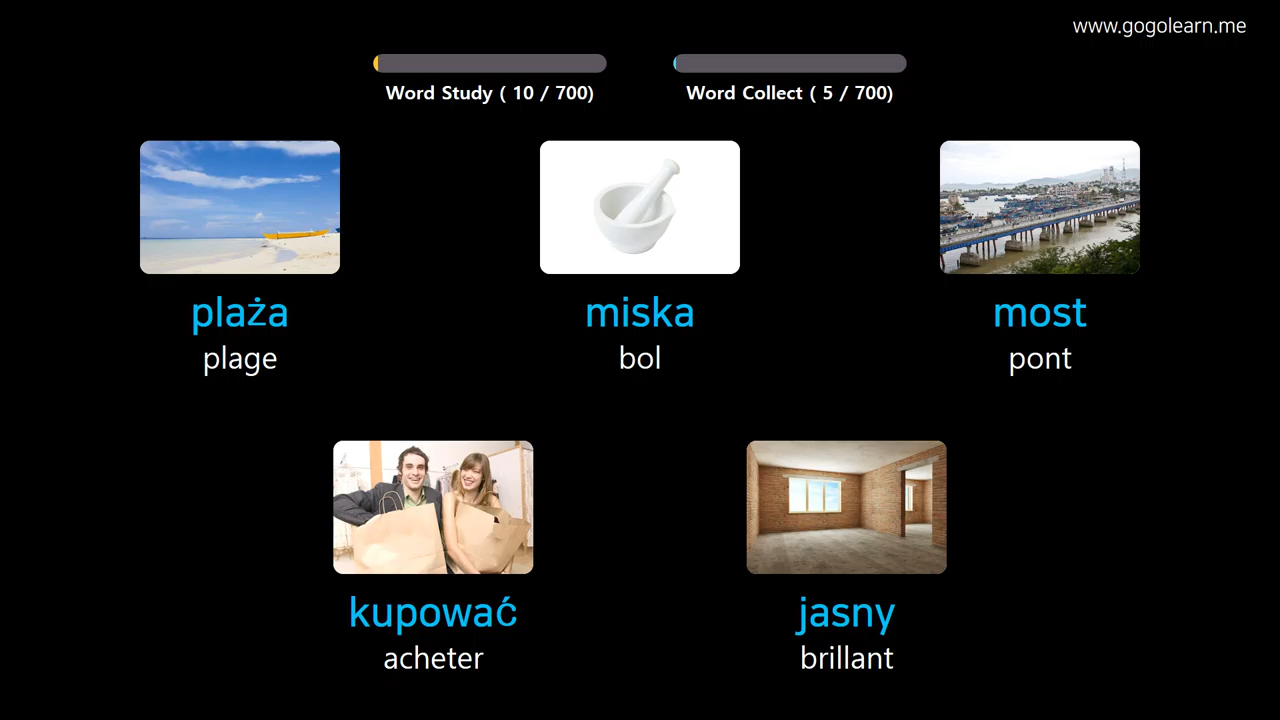 www.gogolearn.me
Word Study ( 10 / 700)
Word Collect ( 5 / 700)
plaża
plage
miska
bol
most
pont
kupować
acheter
jasny
brillant